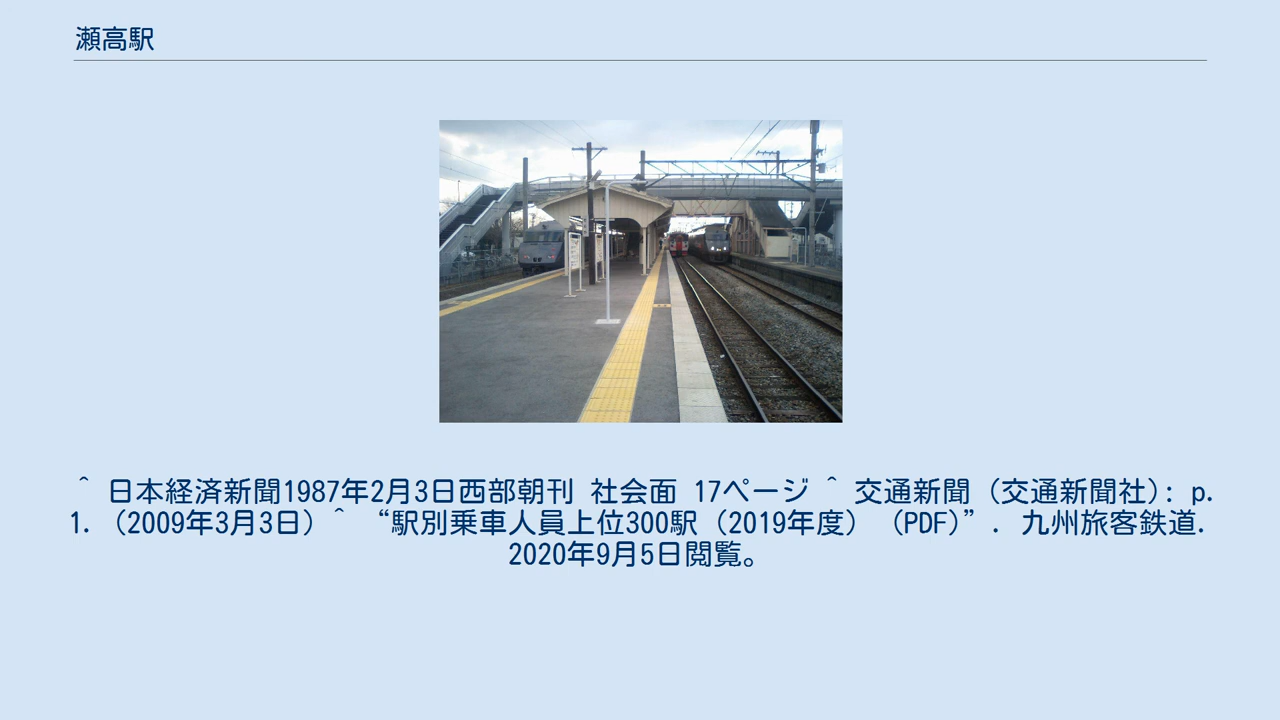 瀬高駅
^ 日本経済新聞1987年2月3日西部朝刊 社会面 17ページ ^ 交通新聞 (交通新聞社): p.
1. (2009年3月3日) ^ “駅別乗車人員上位300駅（2019年度） (PDF)”. 九州旅客鉄道.
2020年9月5日閲覧。